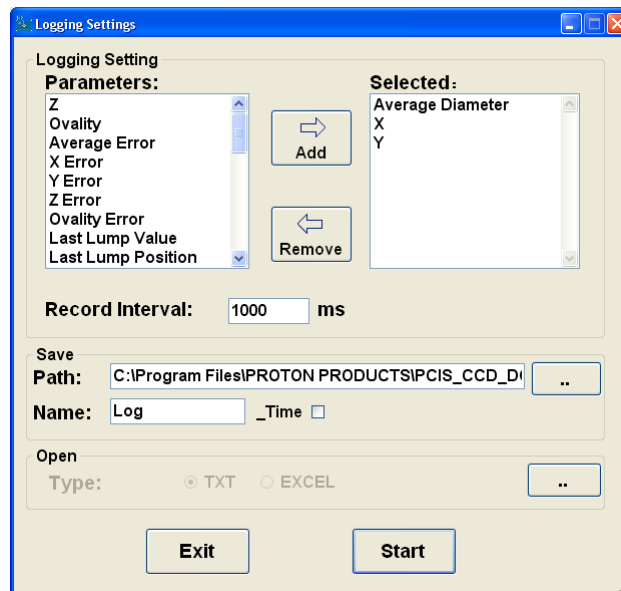 Logging Settings
Logging Setting
Parameters:
Z
Ovality
Average Error
X Error
Y Error
Z Error
Ovality Error
Last Lump Value
Last Lump Position
Add
Remove
Selected:
Average Diameter
X
Y
Record Interval: 1000 ms
Save
Path: C:\Program Files\PROTON PRODUCTS\PCIS_CCD_D ..
Name: Log _Time
Open
Type: TXT EXCEL ..
Exit Start